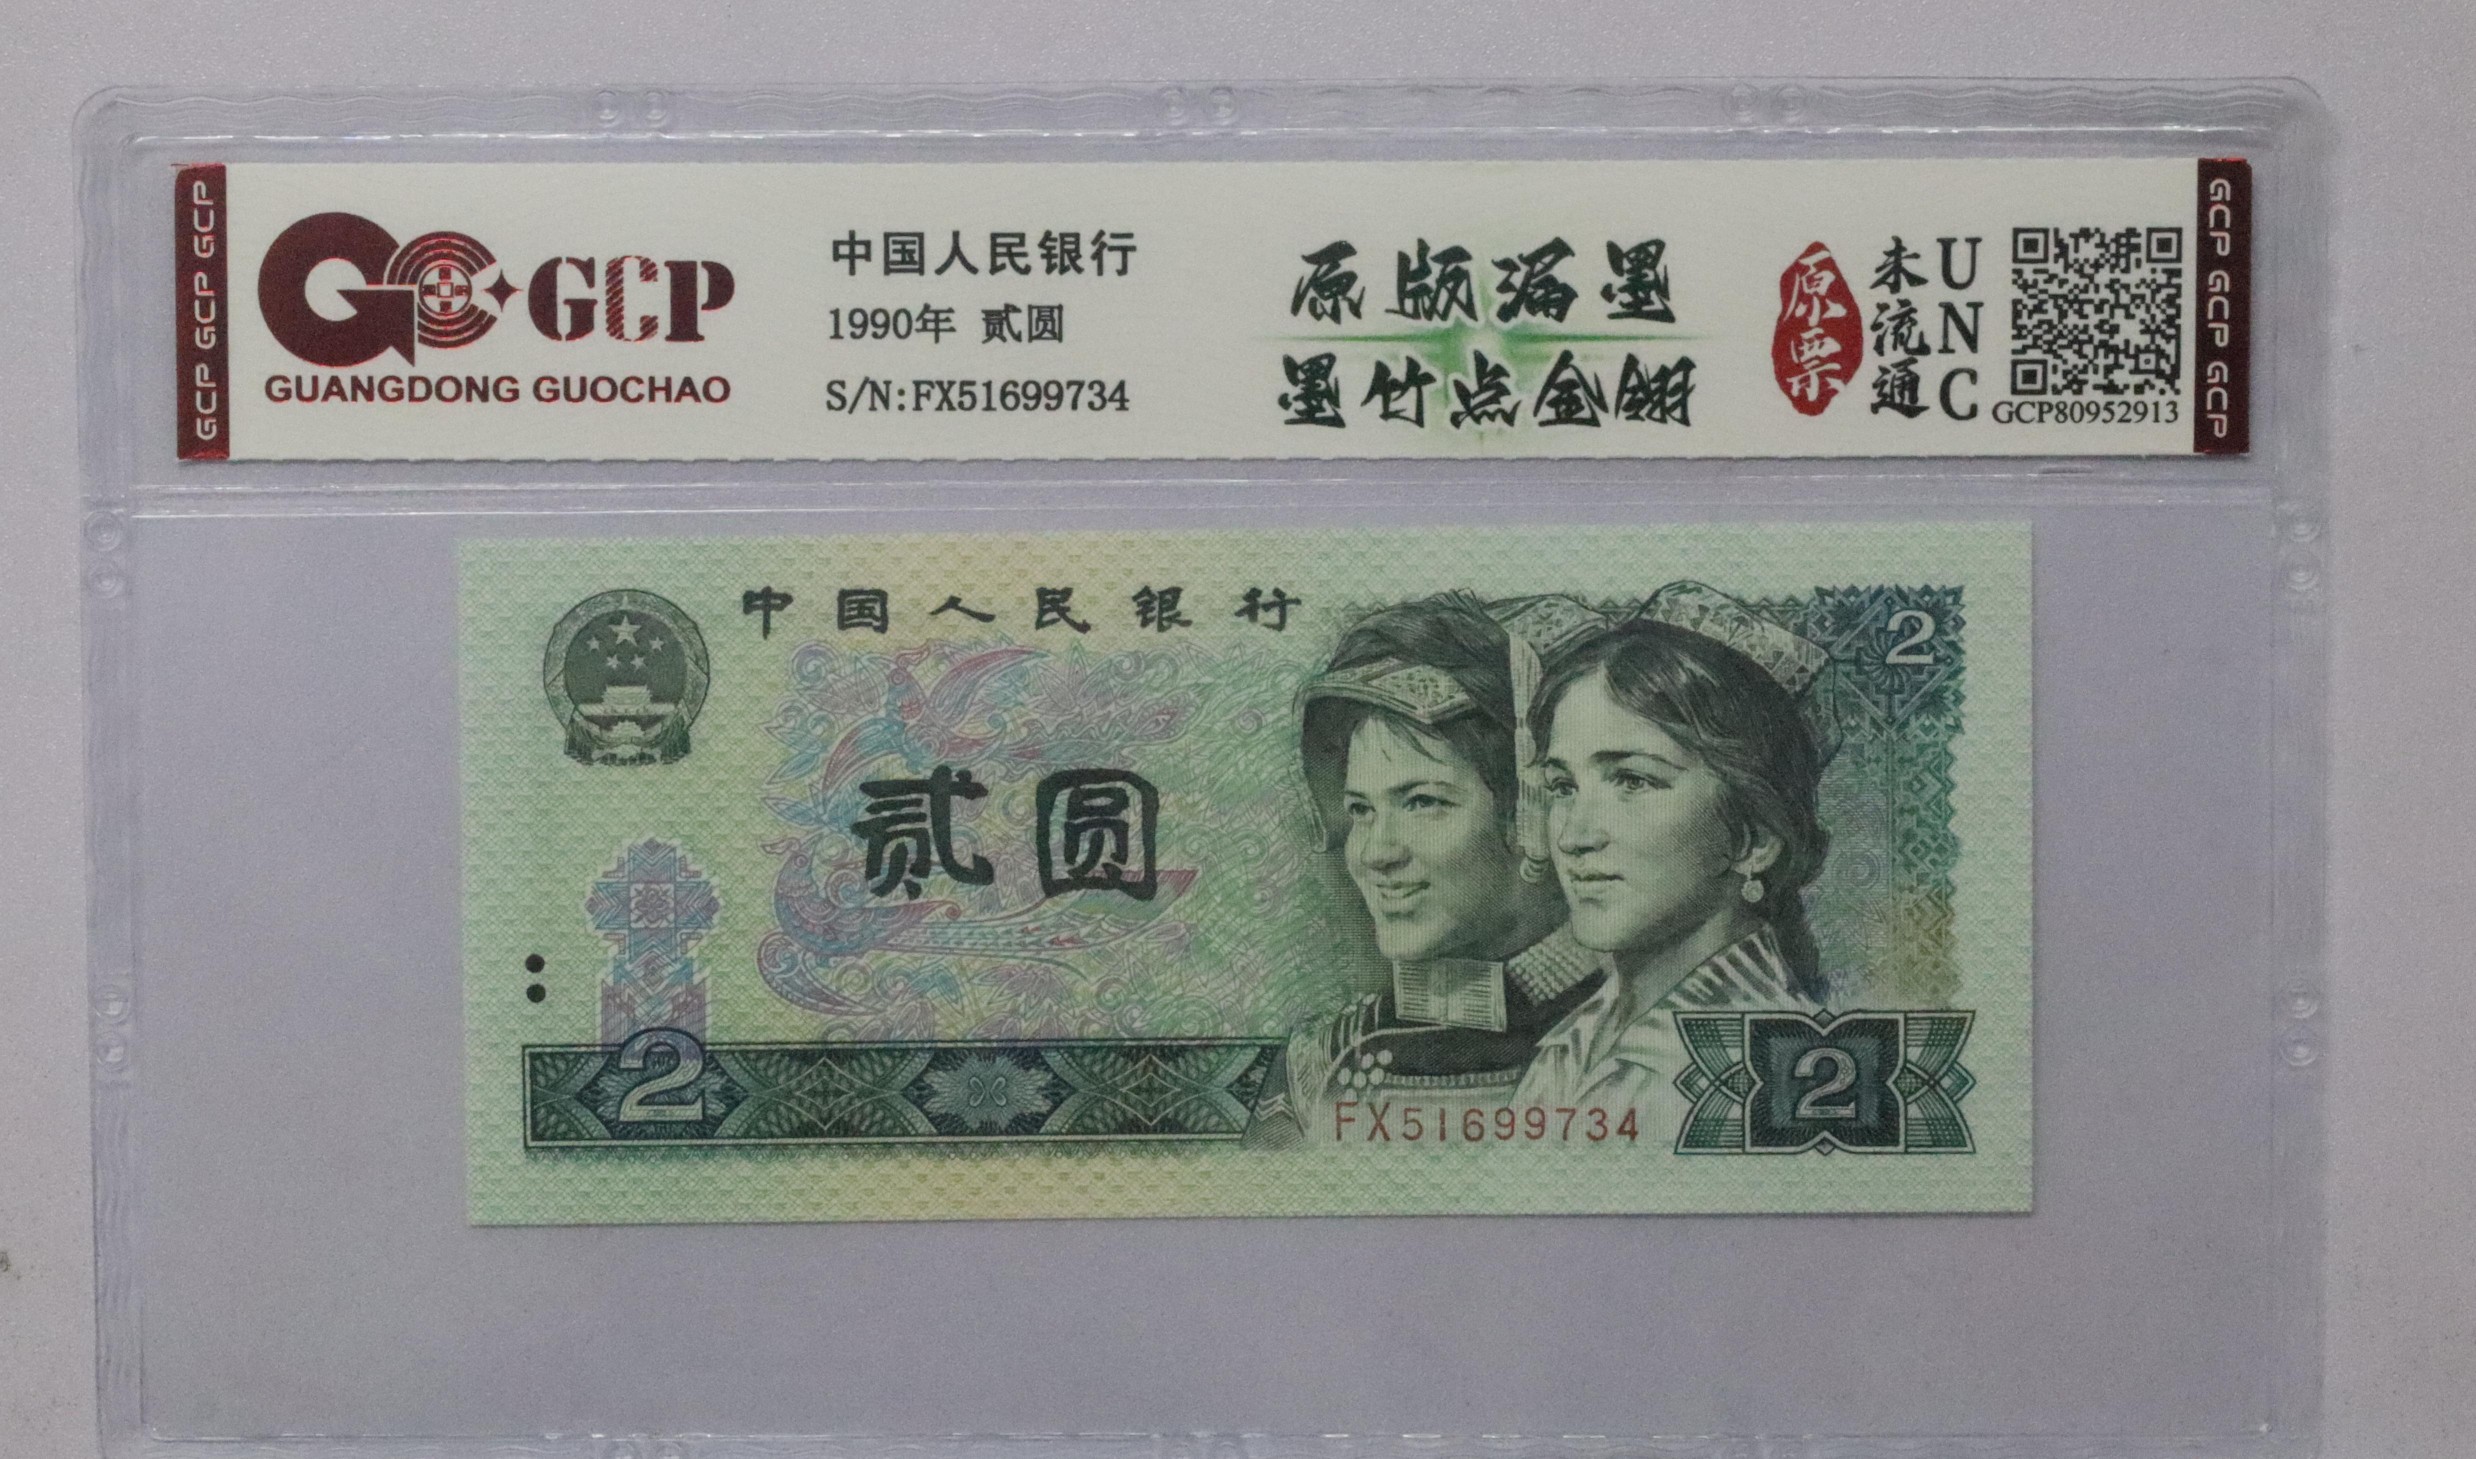 GCP GCP GCP
GCP
GUANGDONG GUOCHAO
中国人民银行
1990年 贰圆
S/N:FX51699734
原版漏墨
墨竹点金翎
原票
未流通
UNC
GCP80952913
GCP GCP GCP
中国人民银行
2
贰圆
2
FX51699734
2